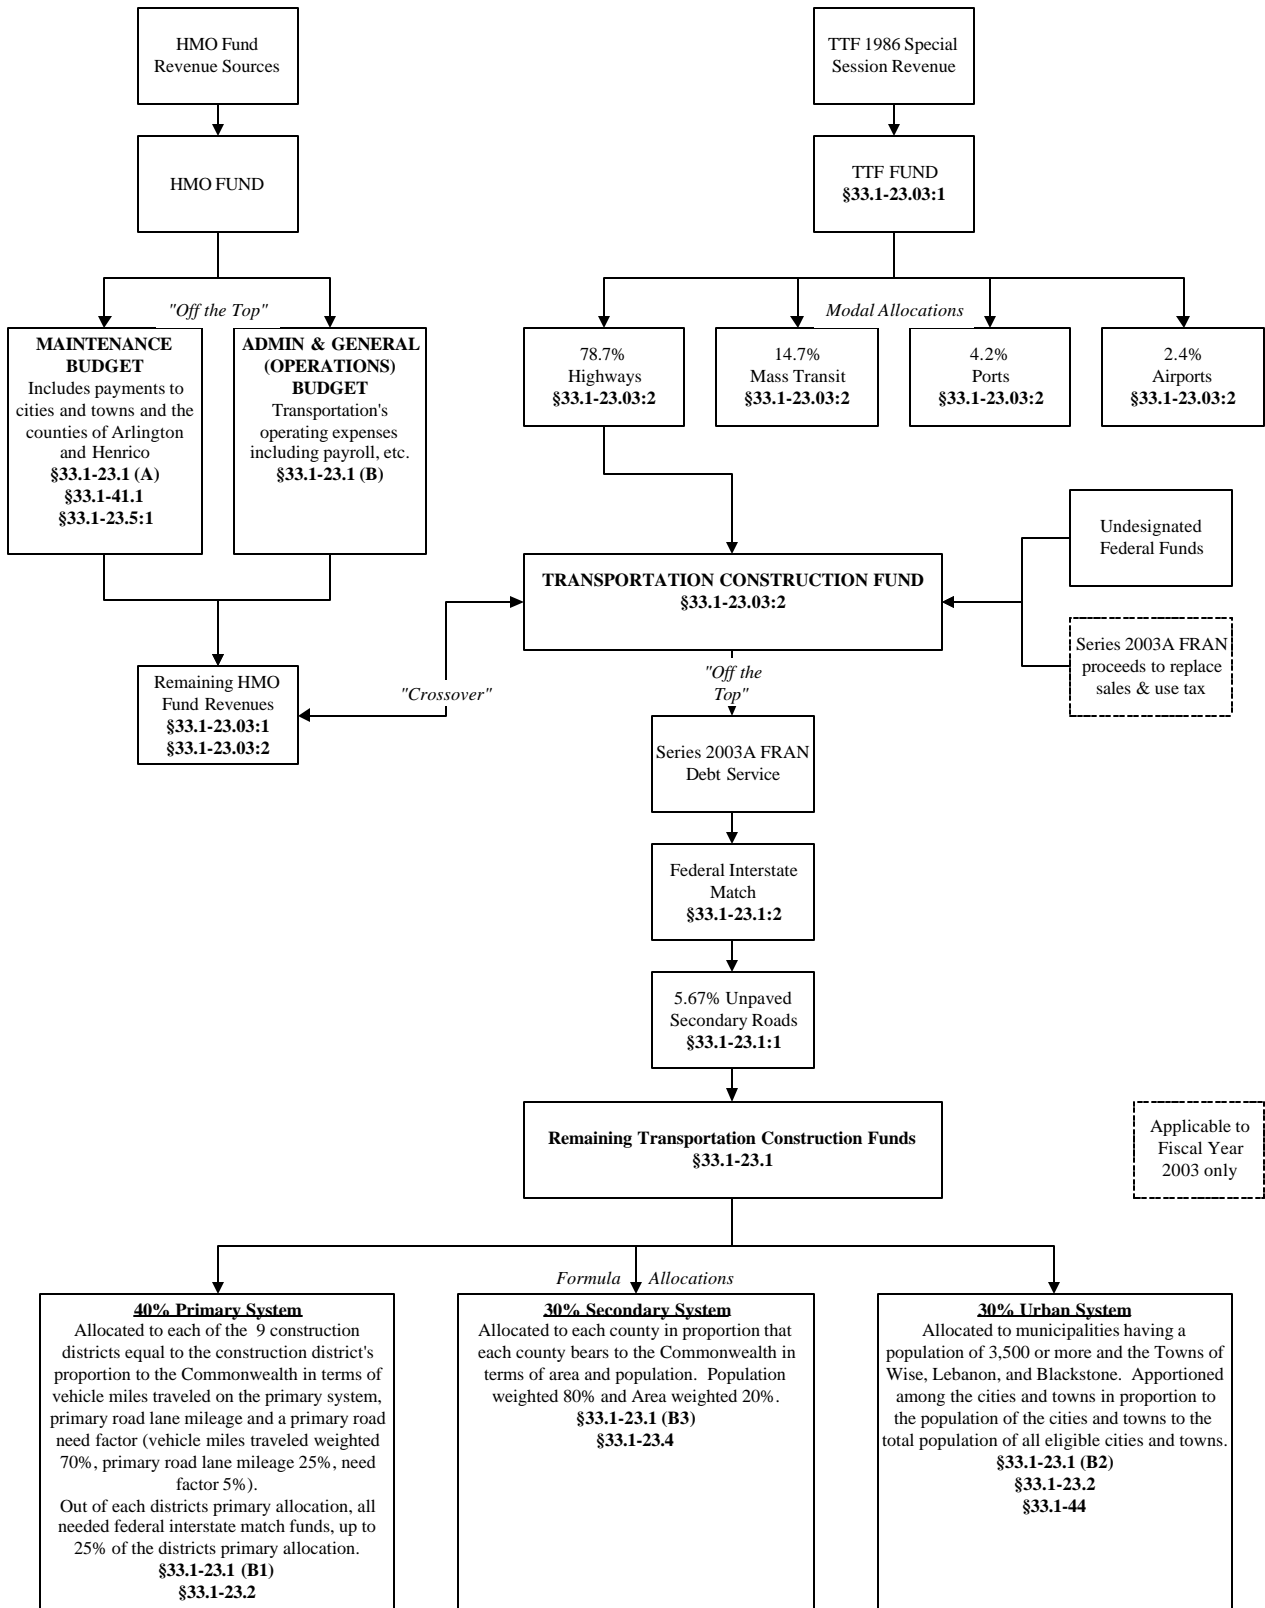 HMO Fund
Revenue Sources
TTF 1986 Special
Session Revenue
HMO FUND
TTF FUND
§33.1-23.03:1
"Off the Top"
Modal Allocations
MAINTENANCE
BUDGET
Includes payments to
cities and towns and the
counties of Arlington
and Henrico
§33.1-23.1 (A)
§33.1-41.1
§33.1-23.5:1
ADMIN & GENERAL
(OPERATIONS)
BUDGET
Transportation's
operating expenses
including payroll, etc.
§33.1-23.1 (B)
78.7%
Highways
§33.1-23.03:2
14.7%
Mass Transit
§33.1-23.03:2
4.2%
Ports
§33.1-23.03:2
2.4%
Airports
§33.1-23.03:2
Undesignated
Federal Funds
TRANSPORTATION CONSTRUCTION FUND
§33.1-23.03:2
Series 2003A FRAN
proceeds to replace
sales & use tax
Remaining HMO
Fund Revenues
§33.1-23.03:1
§33.1-23.03:2
"Crossover"
"Off the
Top"
Series 2003A FRAN
Debt Service
Federal Interstate
Match
§33.1-23.1:2
5.67% Unpaved
Secondary Roads
§33.1-23.1:1
Remaining Transportation Construction Funds
§33.1-23.1
Applicable to
Fiscal Year
2003 only
Formula Allocations
40% Primary System
Allocated to each of the 9 construction
districts equal to the construction district's
proportion to the Commonwealth in terms of
vehicle miles traveled on the primary system,
primary road lane mileage and a primary road
need factor (vehicle miles traveled weighted
70%, primary road lane mileage 25%, need
factor 5%).
Out of each districts primary allocation, all
needed federal interstate match funds, up to
25% of the districts primary allocation.
§33.1-23.1 (B1)
§33.1-23.2
30% Secondary System
Allocated to each county in proportion that
each county bears to the Commonwealth in
terms of area and population. Population
weighted 80% and Area weighted 20%.
§33.1-23.1 (B3)
§33.1-23.4
30% Urban System
Allocated to municipalities having a
population of 3,500 or more and the Towns of
Wise, Lebanon, and Blackstone. Apportioned
among the cities and towns in proportion to
the population of the cities and towns to the
total population of all eligible cities and towns.
§33.1-23.1 (B2)
§33.1-23.2
§33.1-44